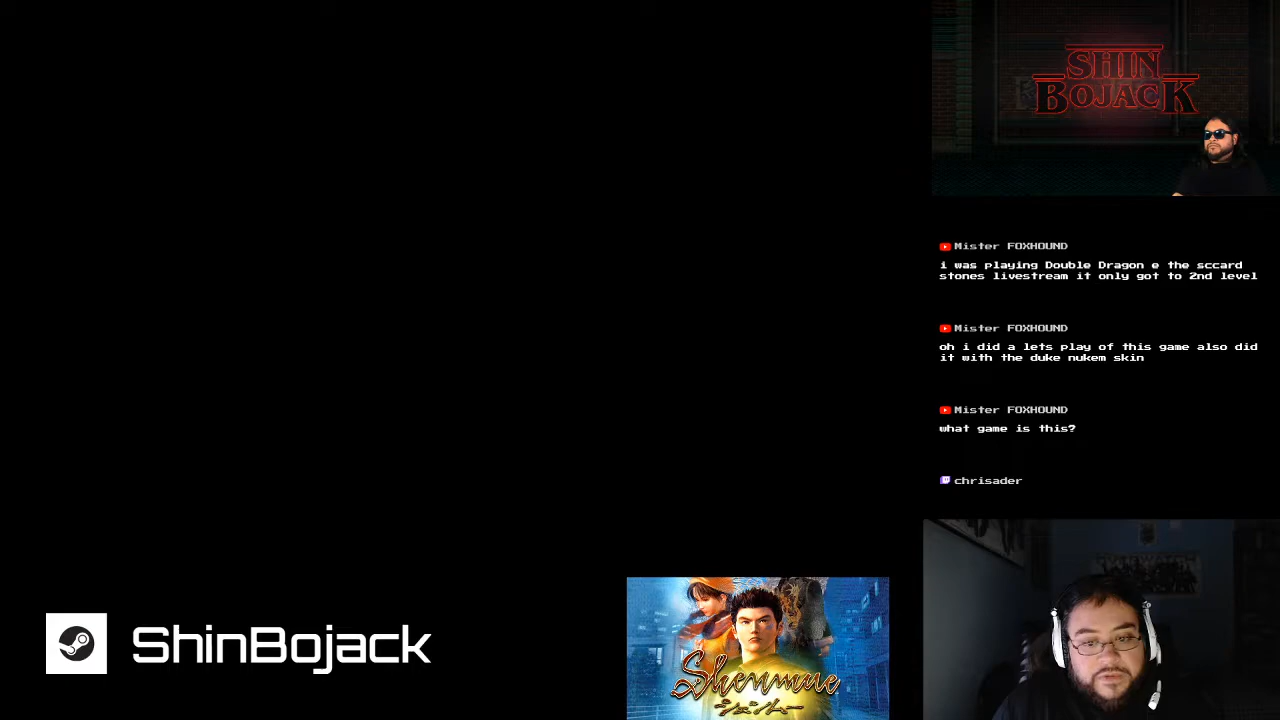 SHIN
BOJACK
Mister FOXHOUND
i was playing Double Dragon e the sccard
stones livestream it only got to 2nd level
Mister FOXHOUND
oh i did a lets play of this game also did
it with the duke nukem skin
Mister FOXHOUND
what game is this?
chrisader
ShinBojack
Shenmue
シェンムー